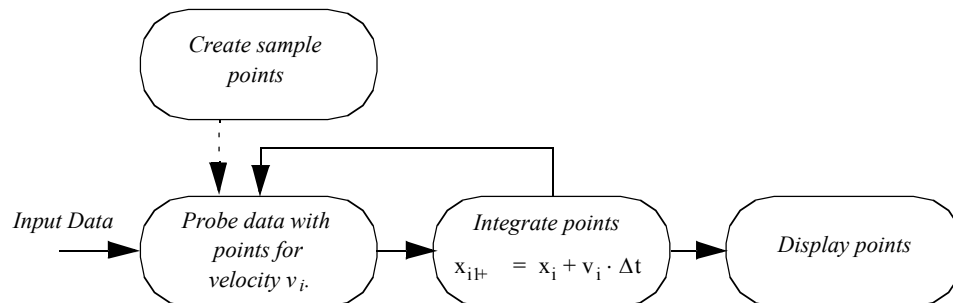 Create sample
points
Input Data
Probe data with
points for
velocity v i.
Integrate points
x i+1 = x i + v i · Δt
Display points